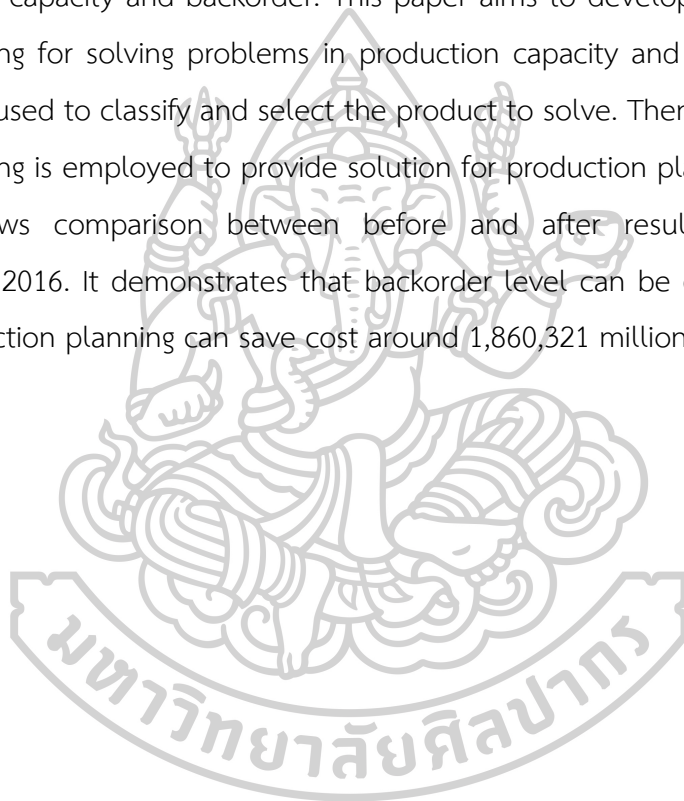 capacity and backorder. This paper aims to develop
ng for solving problems in production capacity and
used to classify and select the product to solve. Ther
ng is employed to provide solution for production pla
ws comparison between before and after resul
2016. It demonstrates that backorder level can be
ction planning can save cost around 1,860,321 million
มหาวิทยาลัยศิลปากร